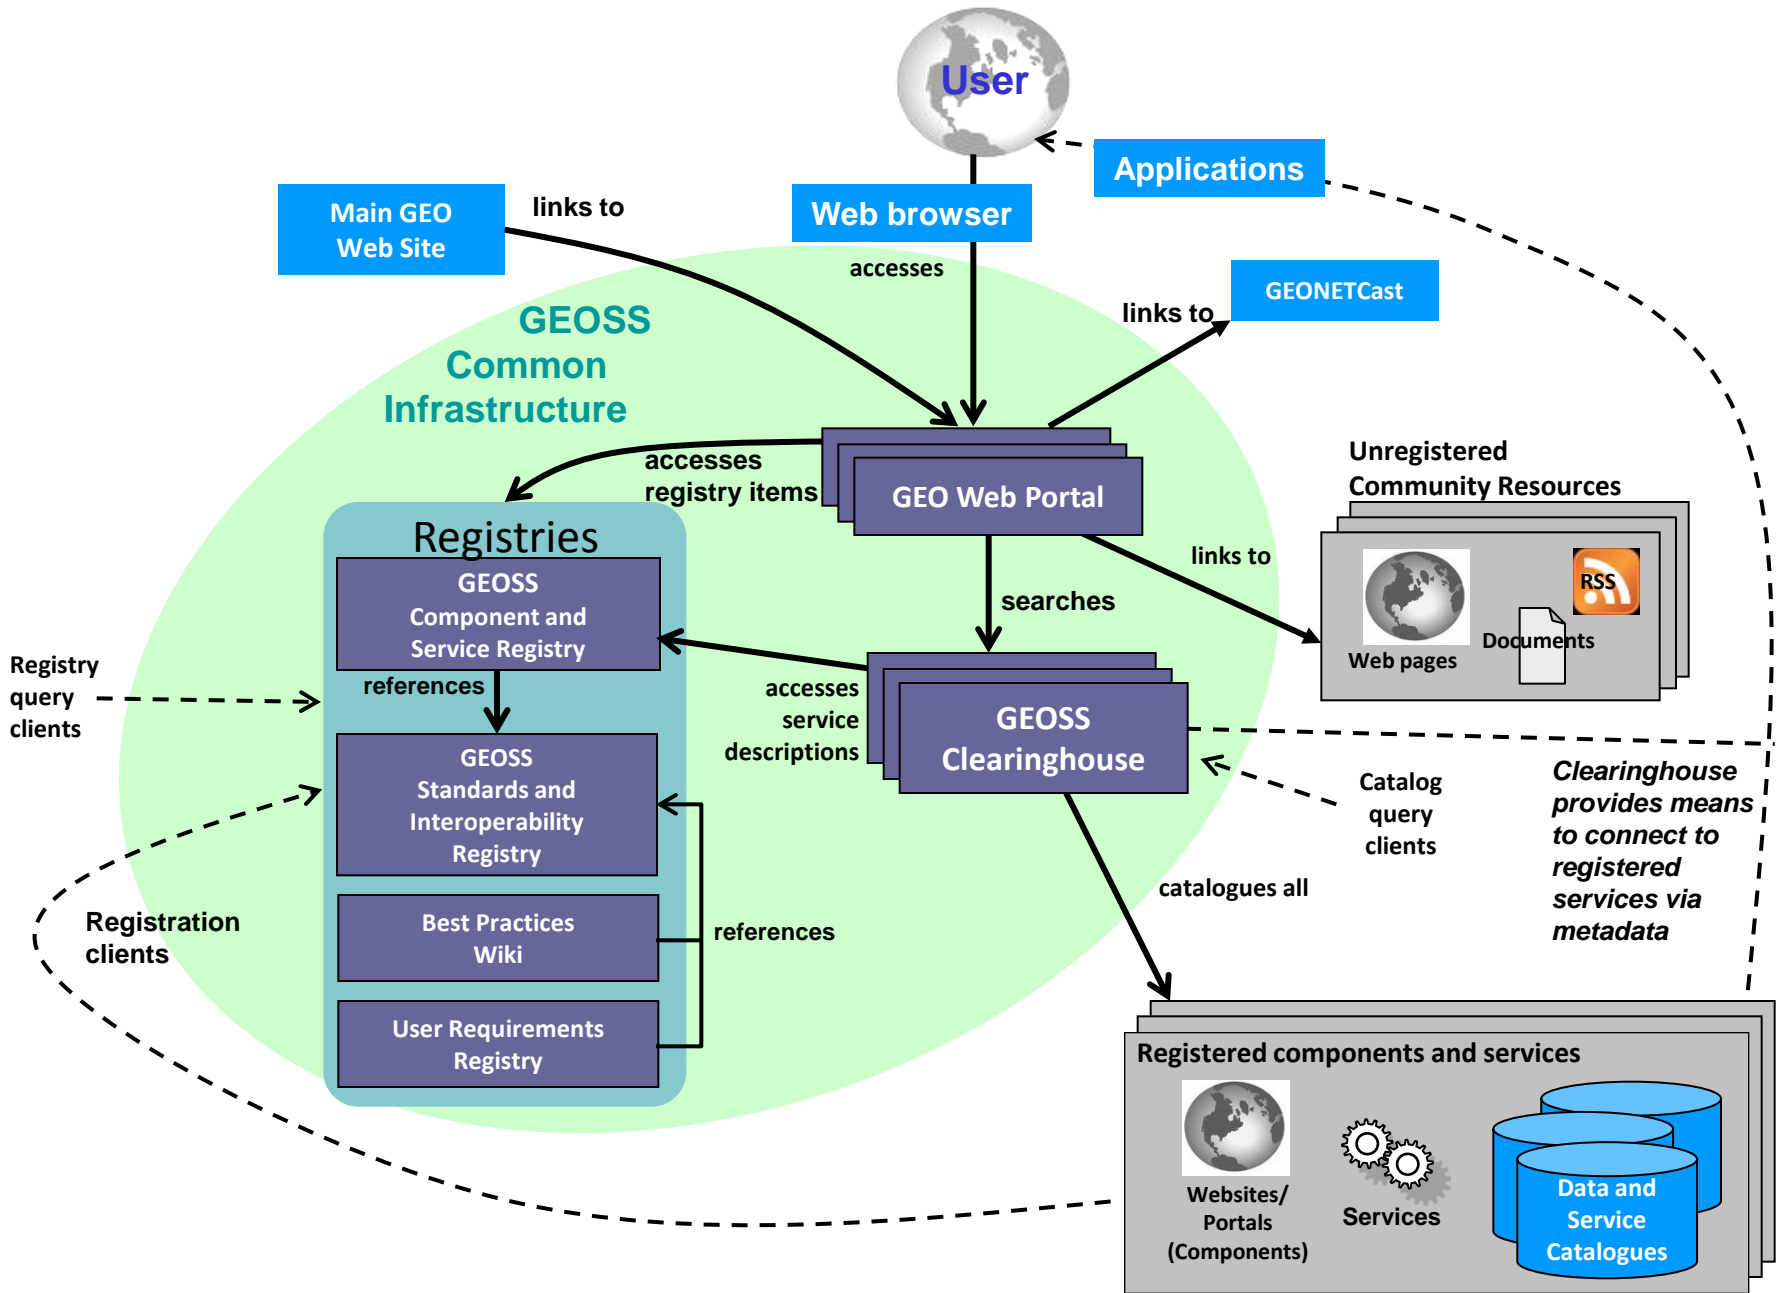 User
Applications
Main GEO
Web Site
links to
Web browser
accesses
GEONETCast
links to
GEOSS
Common
Infrastructure
accesses
registry items
GEO Web Portal
Unregistered
Community Resources
Registries
links to
RSS
Documents
Web pages
GEOSS
Component and
Service Registry
searches
Registry
query
clients
references
accesses
service
descriptions
GEOSS
Clearinghouse
GEOSS
Standards and
Interoperability
Registry
Catalog
query
clients
Clearinghouse
provides means
to connect to
registered
services via
metadata
catalogues all
Registration
clients
Best Practices
Wiki
references
User Requirements
Registry
Registered components and services
Websites/
Portals
(Components)
Services
Data and
Service
Catalogues